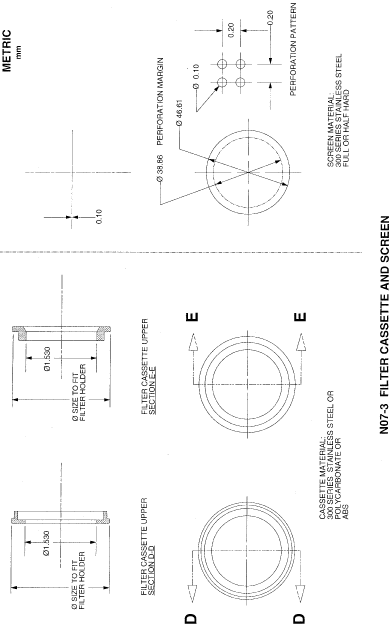 METRIC
mm
0.10
Ø 38.86
PERFORATION MARGIN
Ø 46.61
Ø 0.10
0.20
0.20
PERFORATION PATTERN
SCREEN MATERIAL;
300 SERIES STAINLESS STEEL
FULL OR HALF HARD
Ø1.530
Ø SIZE TO FIT
FILTER HOLDER
FILTER CASSETTE UPPER
SECTION E-E
E
E
Ø1.530
Ø SIZE TO FIT
FILTER HOLDER
FILTER CASSETTE UPPER
SECTION D-D
D
D
CASSETTE MATERIAL;
300 SERIES STAINLESS STEEL OR
POLYCARBONATE OR
ABS
N07-3 FILTER CASSETTE AND SCREEN